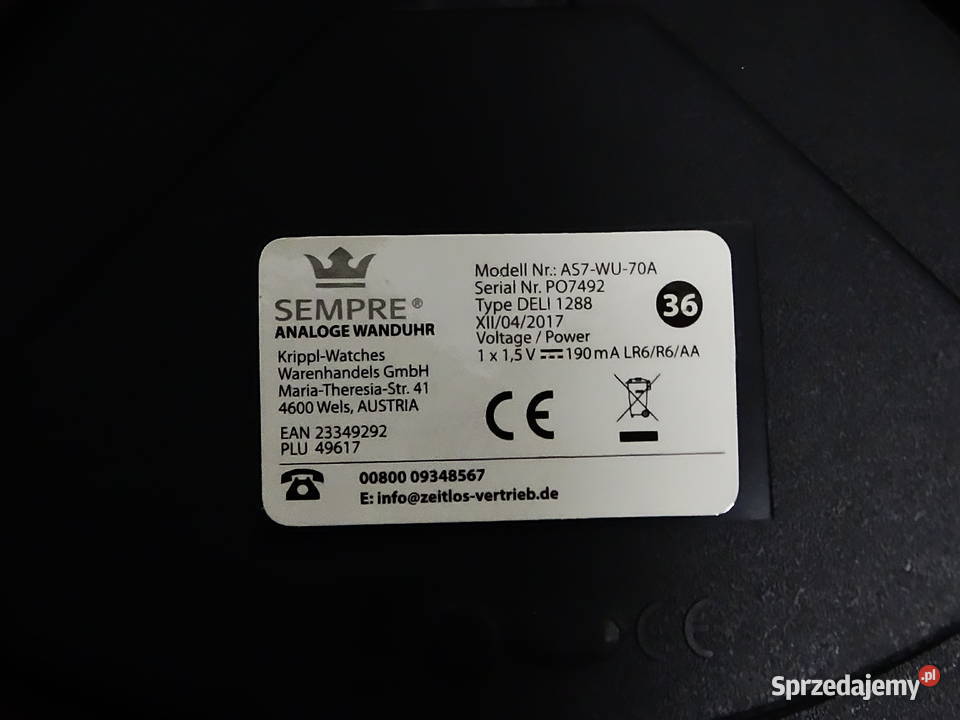 SEMPRE®
ANALOGE WANDUHR
Krippl-Watches
Warenhandels GmbH
Maria-Theresia-Str. 41
4600 Wels, AUSTRIA
EAN 23349292
PLU 49617
Modell Nr.: AS7-WU-70A
Serial Nr. PO7492
Type DELI 1288
XII/04/2017
Voltage / Power
1 x 1,5 V ⎓ 190 mA LR6/R6/AA
36
CE
00800 09348567
E: info@zeitlos-vertrieb.de
CE
Sprzedajemy.pl